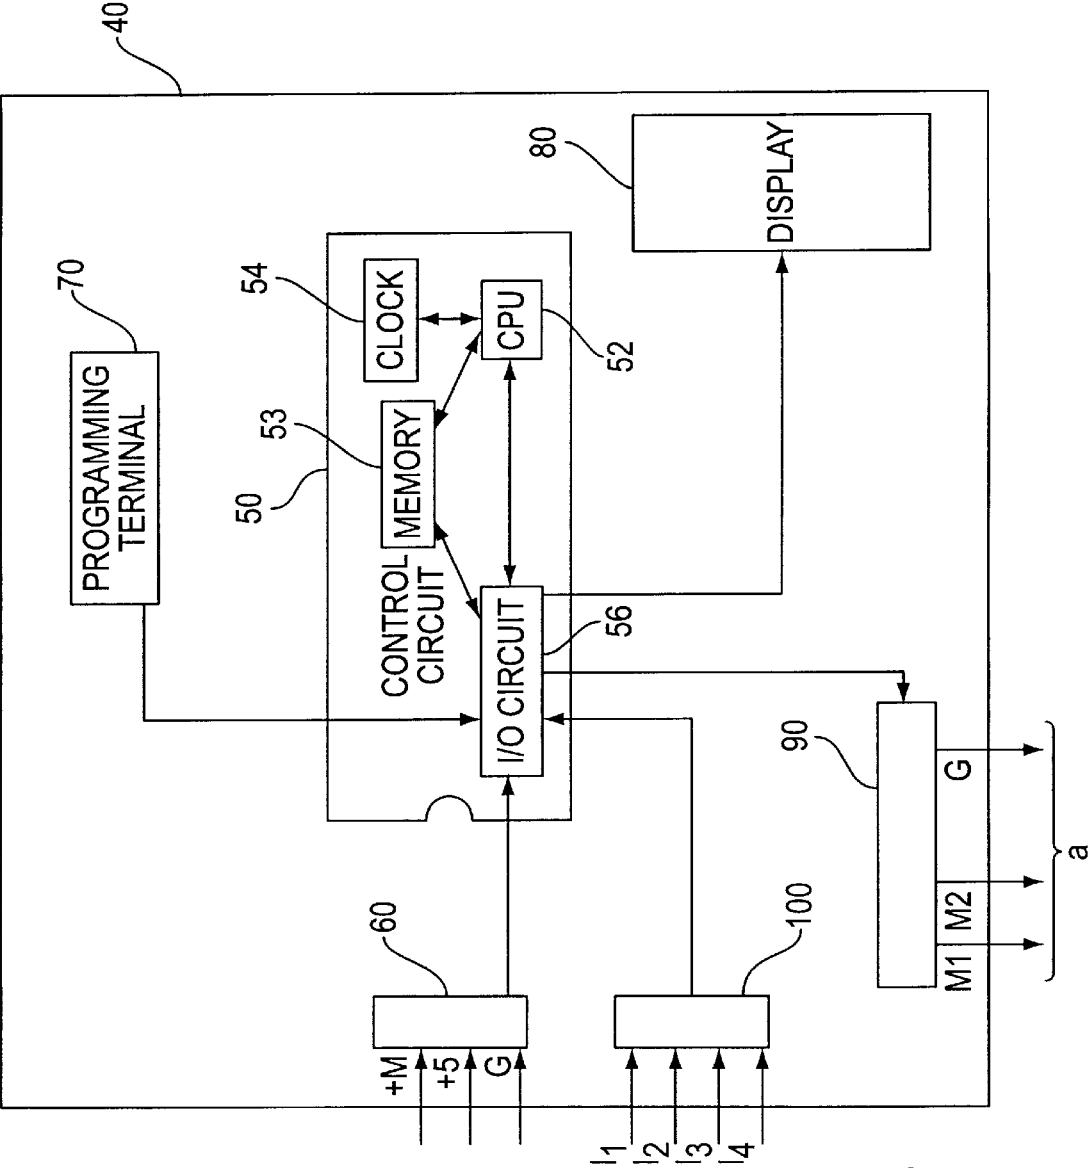 40
70
PROGRAMMING
TERMINAL
50
53
54
CLOCK
MEMORY
CPU
52
CONTROL
CIRCUIT
I/O CIRCUIT
56
80
DISPLAY
60
+M
+5
G
100
I1
I2
I3
I4
90
M1
M2
G
a